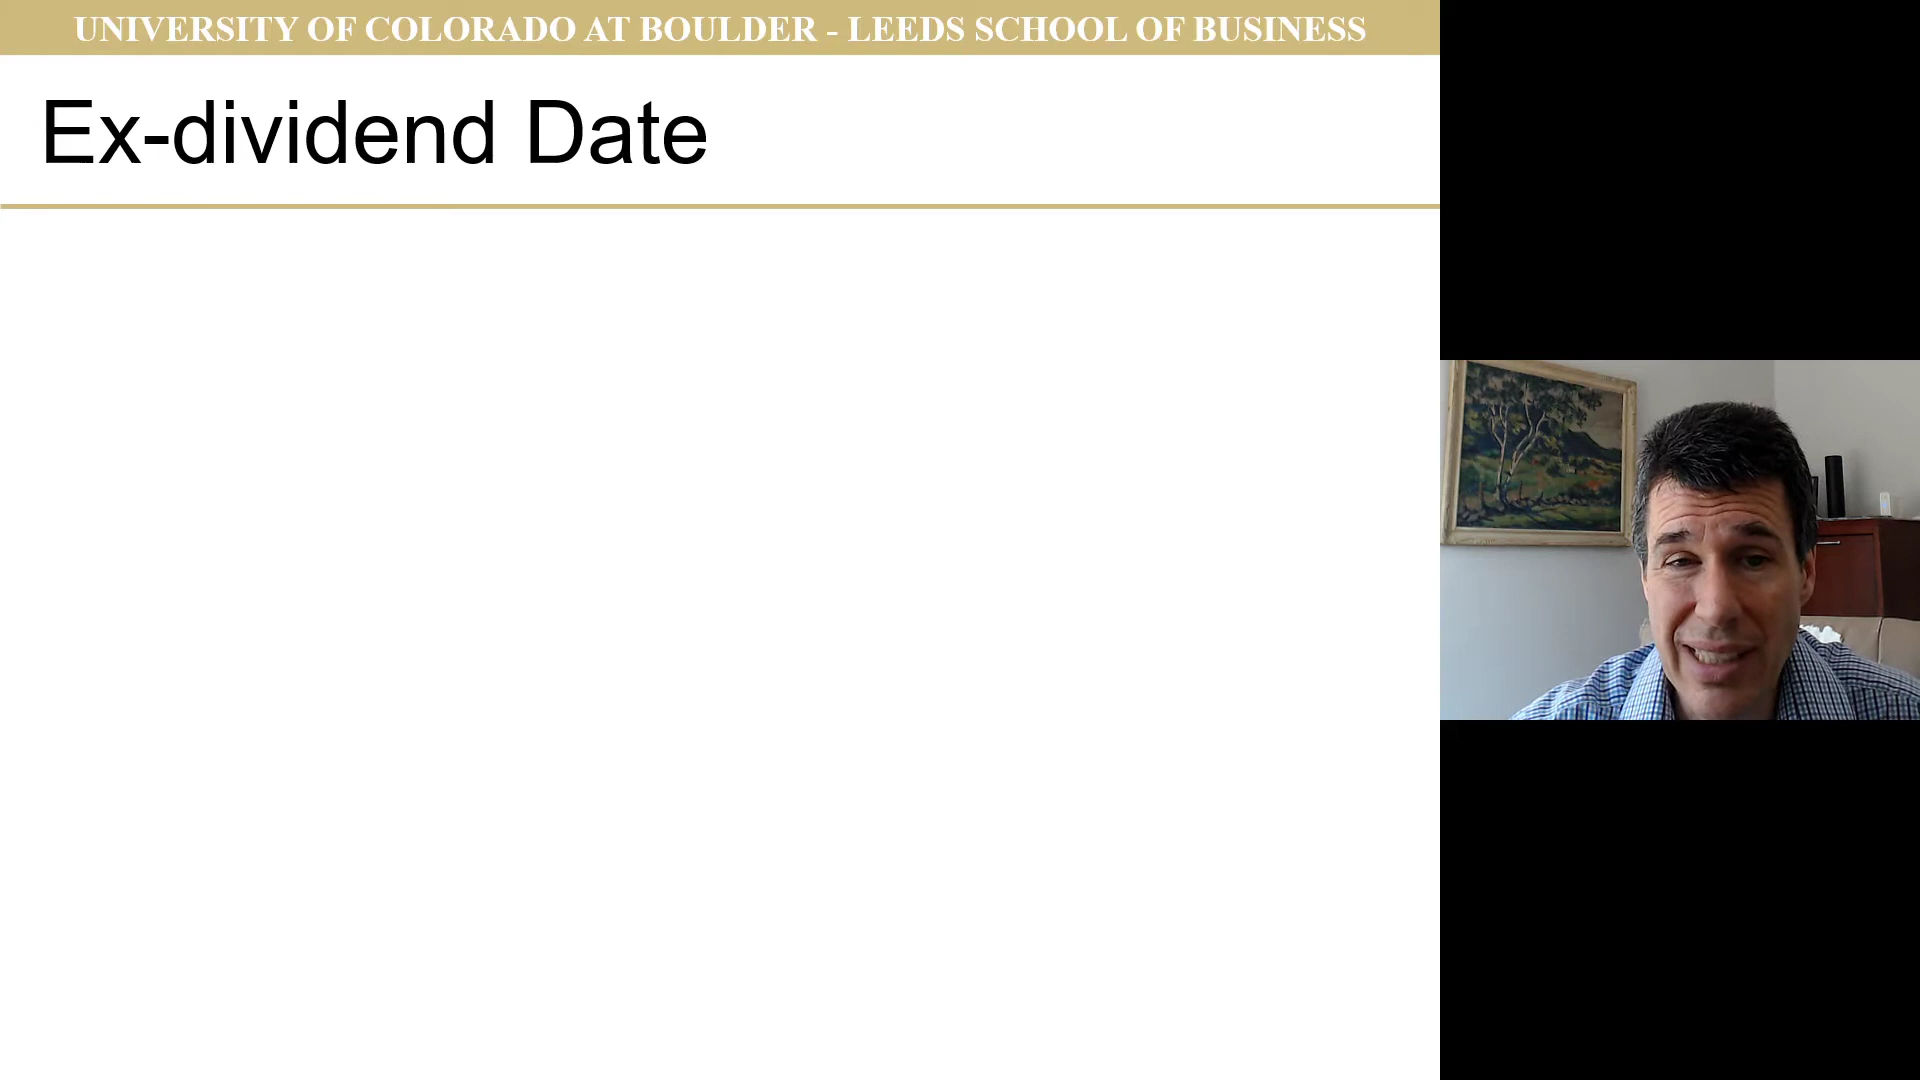 UNIVERSITY OF COLORADO AT BOULDER - LEEDS SCHOOL OF BUSINESS
Ex-dividend Date